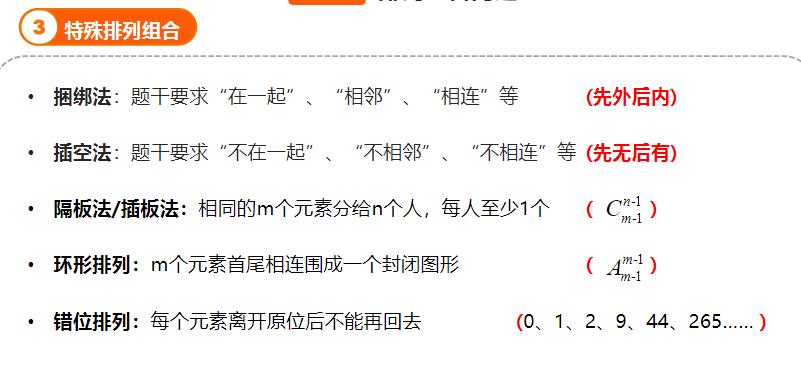 3 特殊排列组合
• 捆绑法：题干要求“在一起”、“相邻”、“相连”等 (先外后内)
• 插空法：题干要求“不在一起”、“不相邻”、“不相连”等 (先无后有)
• 隔板法/插板法：相同的m个元素分给n个人，每人至少1个 ( C_{m-1}^{n-1} )
• 环形排列：m个元素首尾相连围成一个封闭图形 ( A_{m-1}^{m-1} )
• 错位排列：每个元素离开原位后不能再回去 (0、1、2、9、44、265…… )